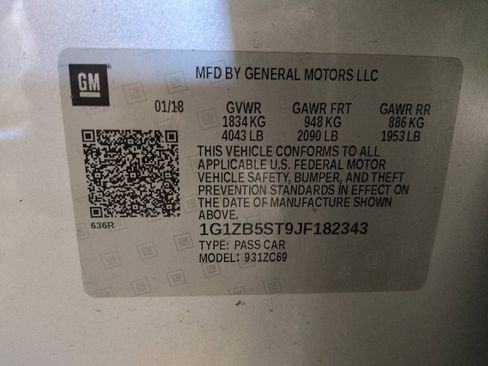 GM
MFD BY GENERAL MOTORS LLC
01/18 GVWR GAWR FRT GAWR RR
1834 KG 948 KG 886 KG
4043 LB 2090 LB 1953 LB
THIS VEHICLE CONFORMS TO ALL
APPLICABLE U.S. FEDERAL MOTOR
VEHICLE SAFETY, BUMPER, AND THEFT
PREVENTION STANDARDS IN EFFECT ON
THE DATE OF MANUFACTURE SHOWN
ABOVE.
636R
1G1ZB5ST9JF182343
TYPE: PASS CAR
MODEL: 931ZC69